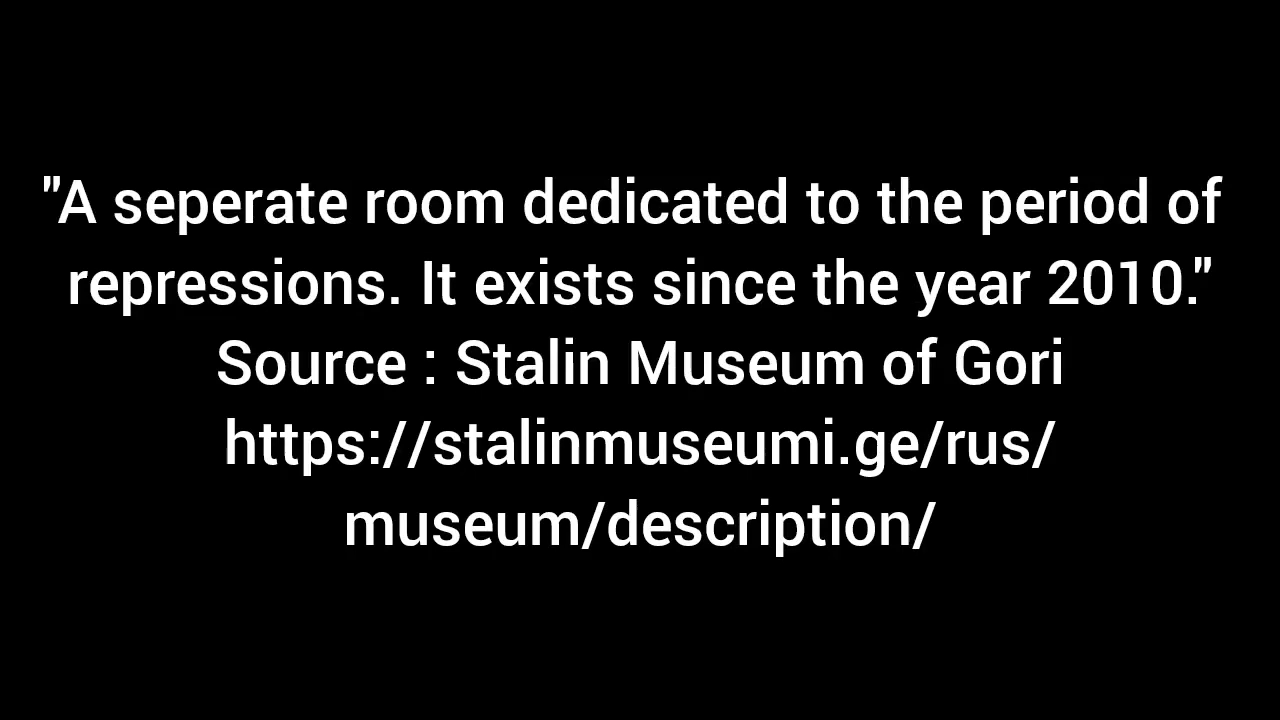 "A seperate room dedicated to the period of
repressions. It exists since the year 2010."
Source : Stalin Museum of Gori
https://stalinmuseumi.ge/rus/
museum/description/